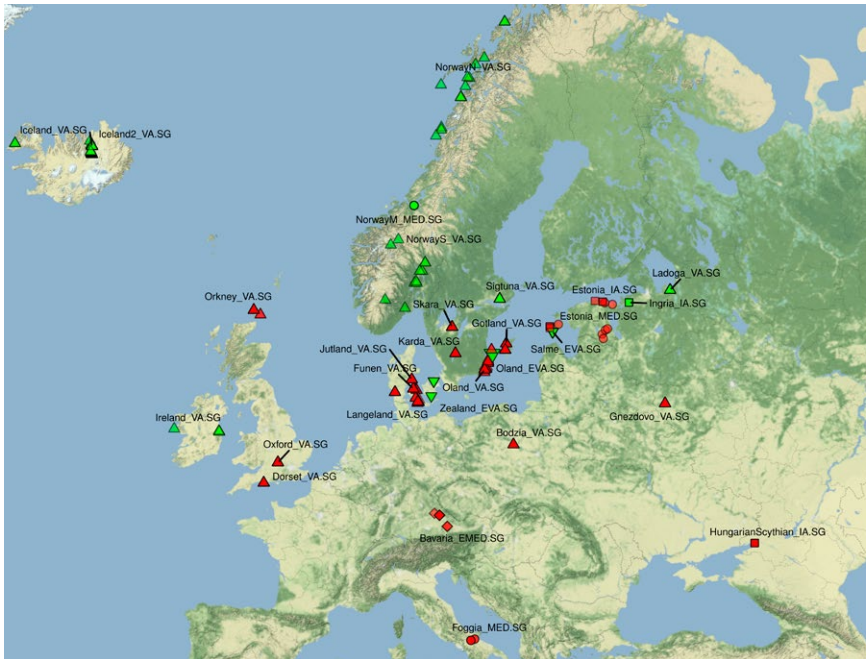 NorwayN_VA.SG
Iceland_VA.SG
Iceland2_VA.SG
NorwayM_MED.SG
NorwayS_VA.SG
Ladoga_VA.SG
Sigtuna_VA.SG
Estonia_IA.SG
Orkney_VA.SG
Skara_VA.SG
Ingria_IA.SG
Estonia_MED.SG
Gotland_VA.SG
Karda_VA.SG
Salme_EVA.SG
Jutland_VA.SG
Funen_VA.SG
Oland_EVA.SG
Oland_VA.SG
Zealand_EVA.SG
Langeland_VA.SG
Ireland_VA.SG
Gnezdovo_VA.SG
Bodzia_VA.SG
Oxford_VA.SG
Dorset_VA.SG
HungarianScythian_IA.SG
Bavaria_EMED.SG
Foggia_MED.SG